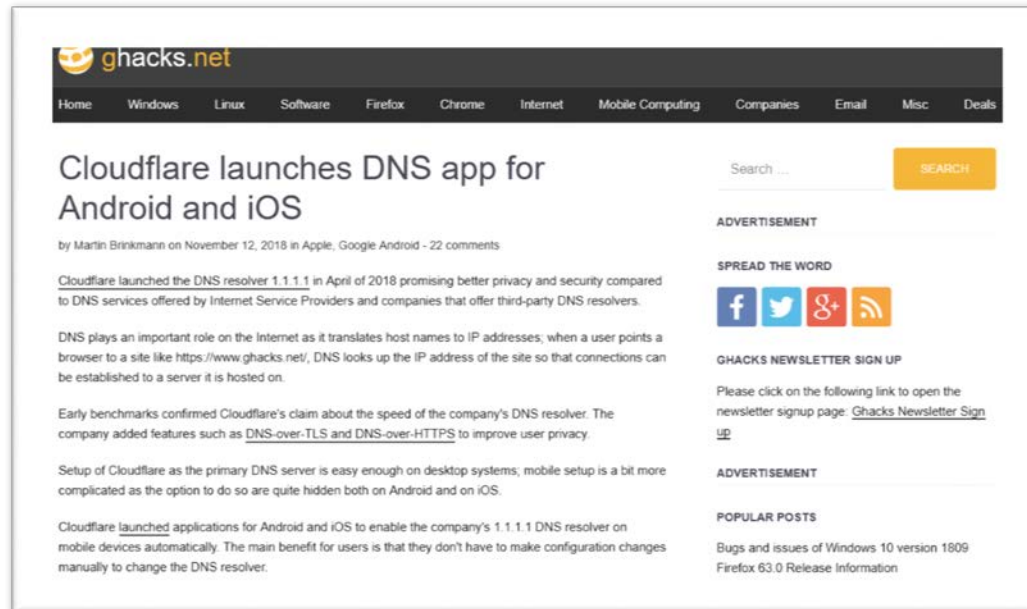 ghacks.net
Home Windows Linux Software Firefox Chrome Internet Mobile Computing Companies Email Misc Deals
Cloudflare launches DNS app for
Android and iOS
by Martin Brinkmann on November 12, 2018 in Apple, Google Android - 22 comments
Cloudflare launched the DNS resolver 1.1.1.1 in April of 2018 promising better privacy and security compared
to DNS services offered by Internet Service Providers and companies that offer third-party DNS resolvers.
DNS plays an important role on the Internet as it translates host names to IP addresses; when a user points a
browser to a site like https://www.ghacks.net/, DNS looks up the IP address of the site so that connections can
be established to a server it is hosted on.
Early benchmarks confirmed Cloudflare's claim about the speed of the company's DNS resolver. The
company added features such as DNS-over-TLS and DNS-over-HTTPS to improve user privacy.
Setup of Cloudflare as the primary DNS server is easy enough on desktop systems; mobile setup is a bit more
complicated as the option to do so are quite hidden both on Android and on iOS.
Cloudflare launched applications for Android and iOS to enable the company's 1.1.1.1 DNS resolver on
mobile devices automatically. The main benefit for users is that they don't have to make configuration changes
manually to change the DNS resolver.
Search ...
SEARCH
ADVERTISEMENT
SPREAD THE WORD
f
g+
GHACKS NEWSLETTER SIGN UP
Please click on the following link to open the
newsletter signup page: Ghacks Newsletter Sign
up
ADVERTISEMENT
POPULAR POSTS
Bugs and issues of Windows 10 version 1809
Firefox 63.0 Release Information